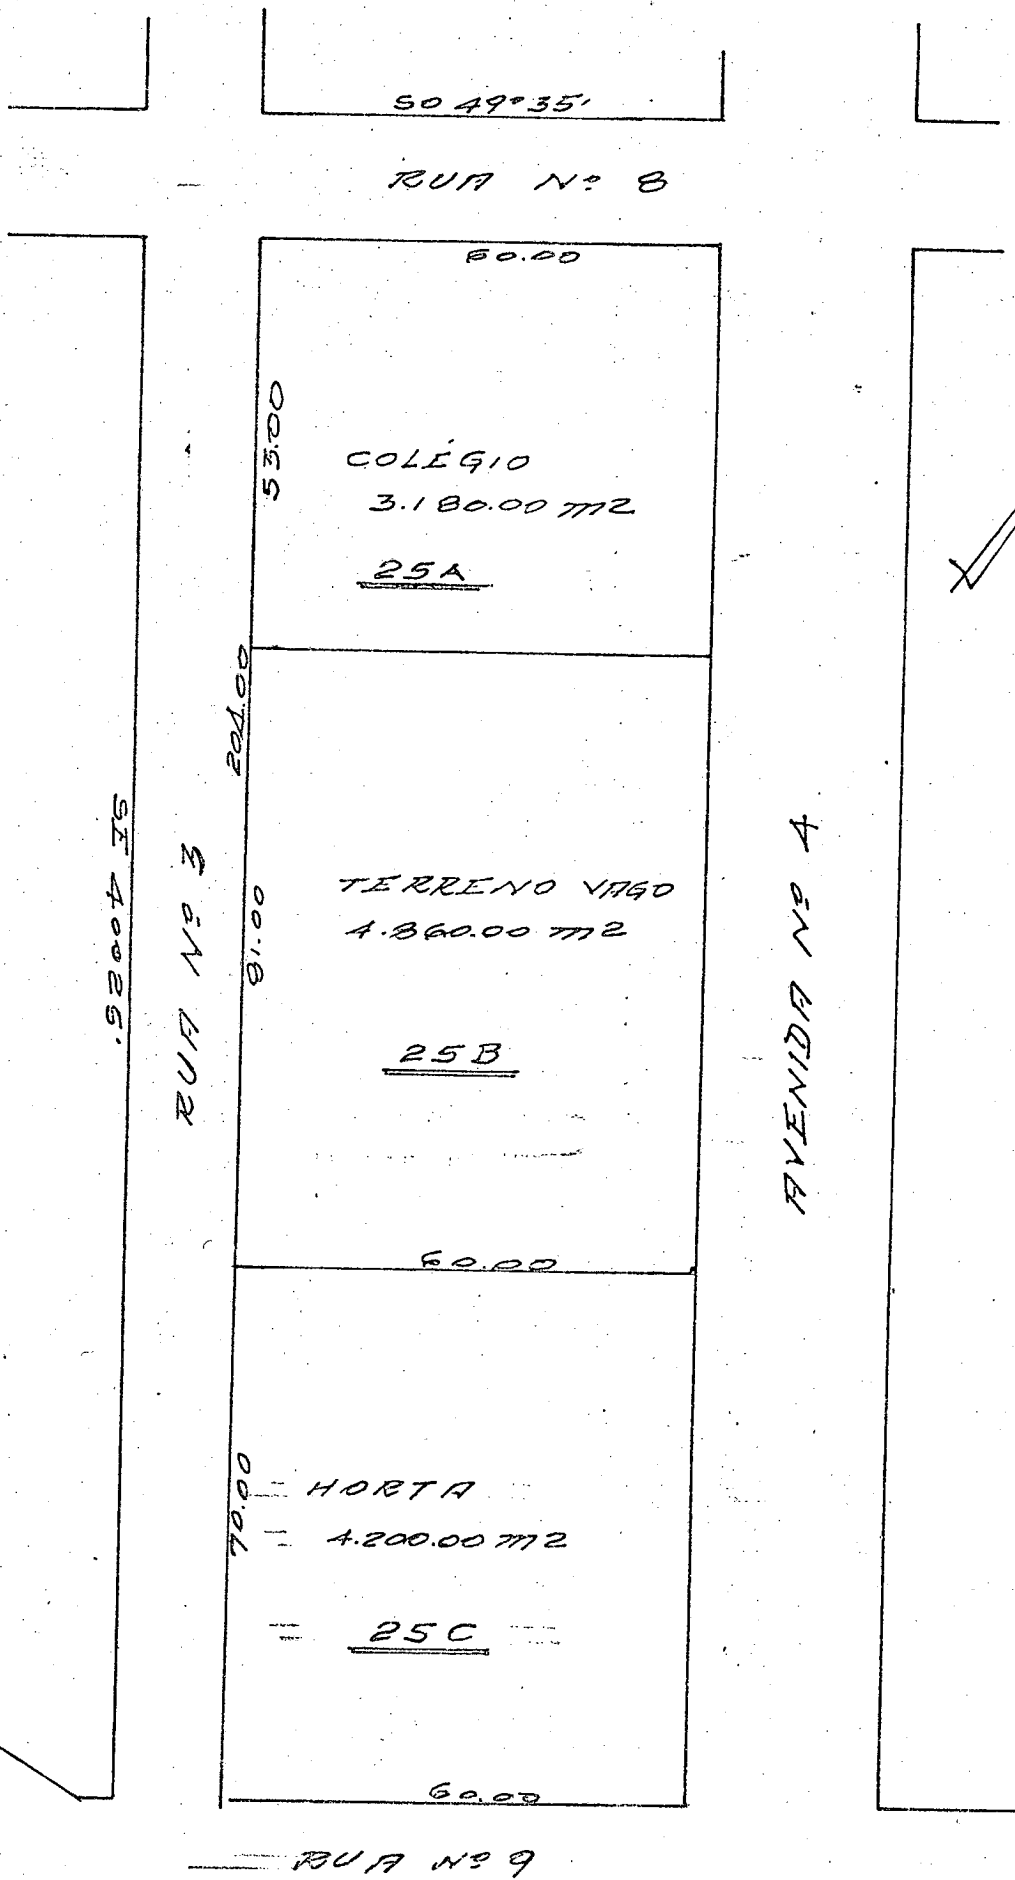 SO 49°35'
RUA Nº 8
60.00
53.00
COLÉGIO
3.180.00 m2
25A
204.00
SE 40°25'
RUA Nº 3
81.00
TERRENO VAGO
4.860.00 m2
25B
AVENIDA Nº 4
60.00
70.00
HORTA
4.200.00 m2
25C
60.00
RUA Nº 9